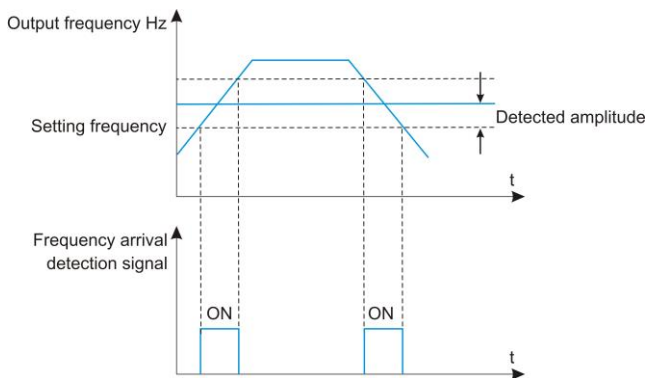 Output frequency Hz
Setting frequency
Detected amplitude
t
Frequency arrival
detection signal
ON
ON
t